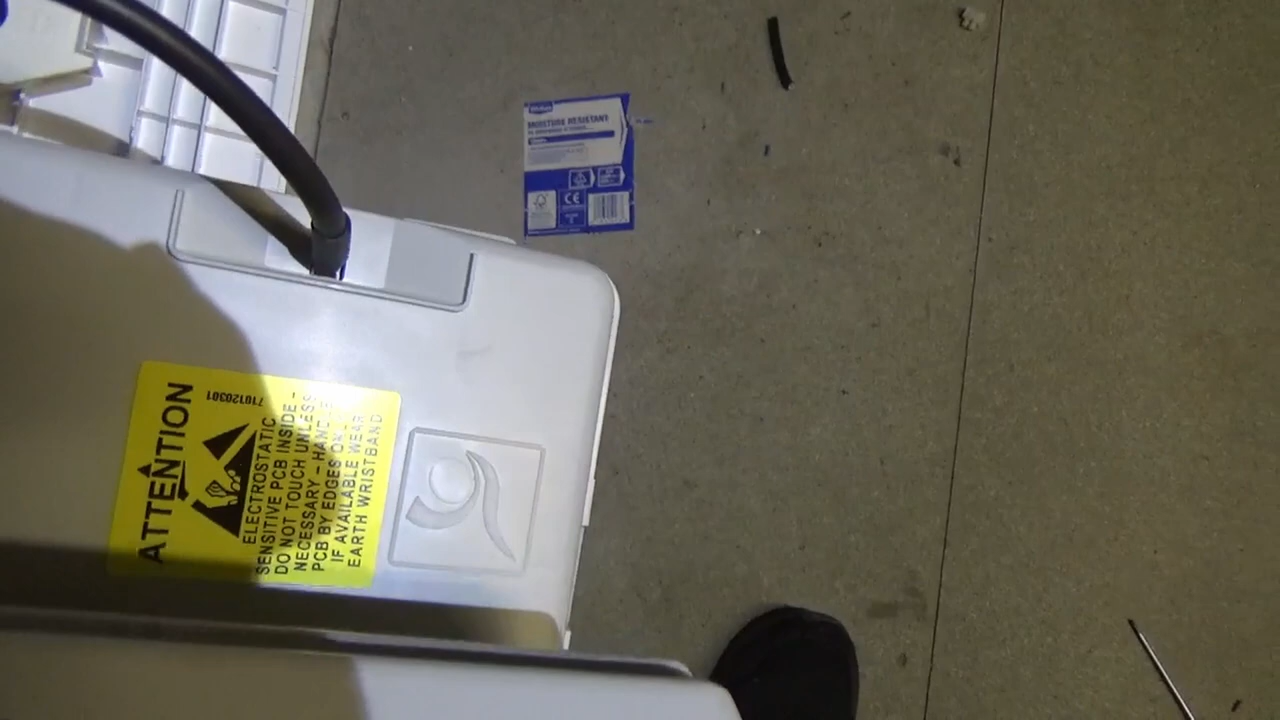 MOISTURE RESISTANT
CE
ATTENTION
710120301
ELECTROSTATIC
SENSITIVE PCB INSIDE -
DO NOT TOUCH UNLESS
NECESSARY - HANDLE
PCB BY EDGES ONLY
IF AVAILABLE WEAR
EARTH WRISTBAND